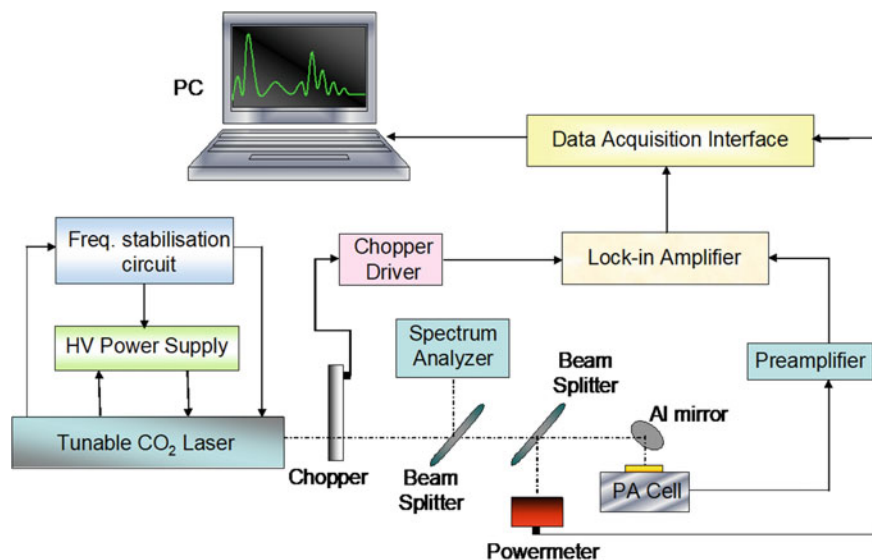 PC
Data Acquisition Interface
Freq. stabilisation
circuit
Chopper
Driver
Lock-in Amplifier
HV Power Supply
Spectrum
Analyzer
Beam
Splitter
Preamplifier
Al mirror
Tunable CO₂ Laser
Chopper
Beam
Splitter
PA Cell
Powermeter